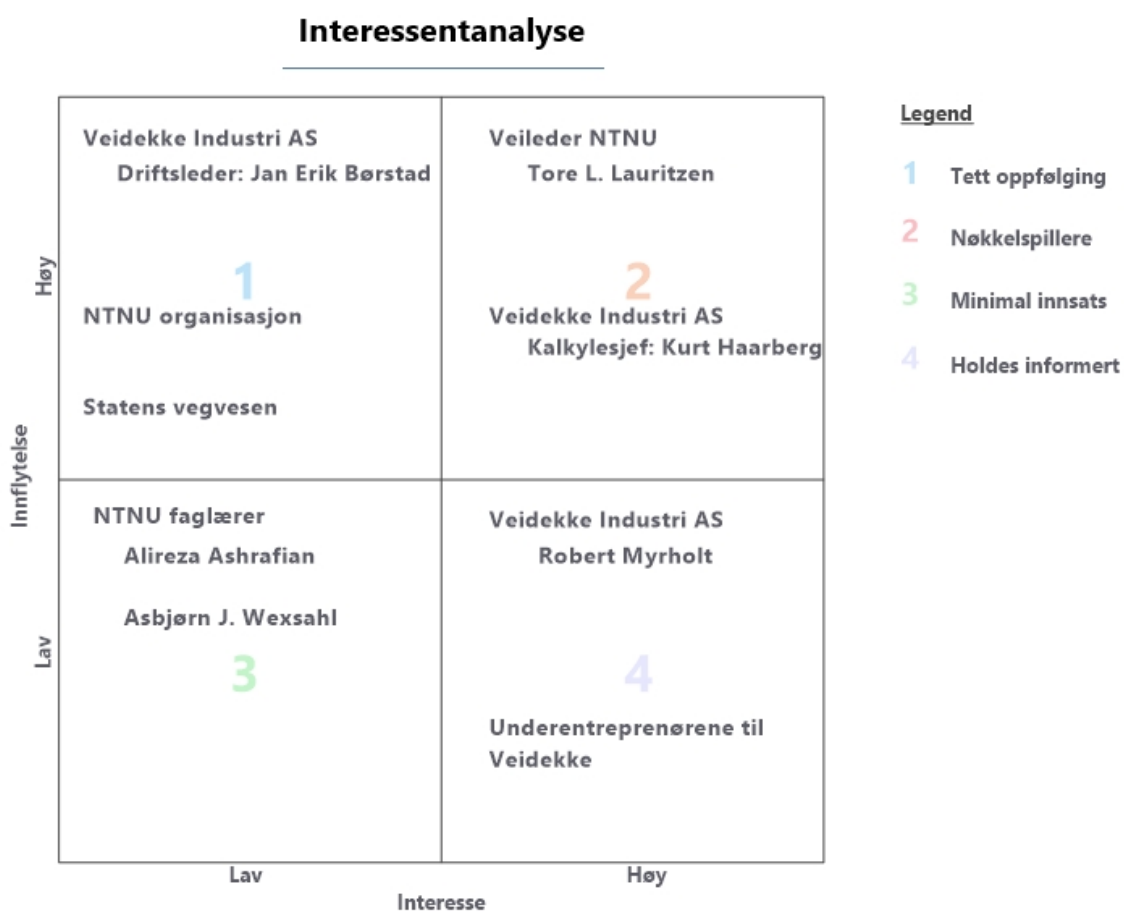 Interessentanalyse
Veidekke Industri AS
Driftsleder: Jan Erik Børstad
1
NTNU organisasjon
Statens vegvesen
Veileder NTNU
Tore L. Lauritzen
2
Veidekke Industri AS
Kalkylesjef: Kurt Haarberg
NTNU faglærer
Alireza Ashrafian
Asbjørn J. Wexsahl
3
Veidekke Industri AS
Robert Myrholt
4
Underentreprenørene til
Veidekke
Høy
Innflytelse
Lav
Lav
Høy
Interesse
Legend
1 Tett oppfølging
2 Nøkkelspillere
3 Minimal innsats
4 Holdes informert